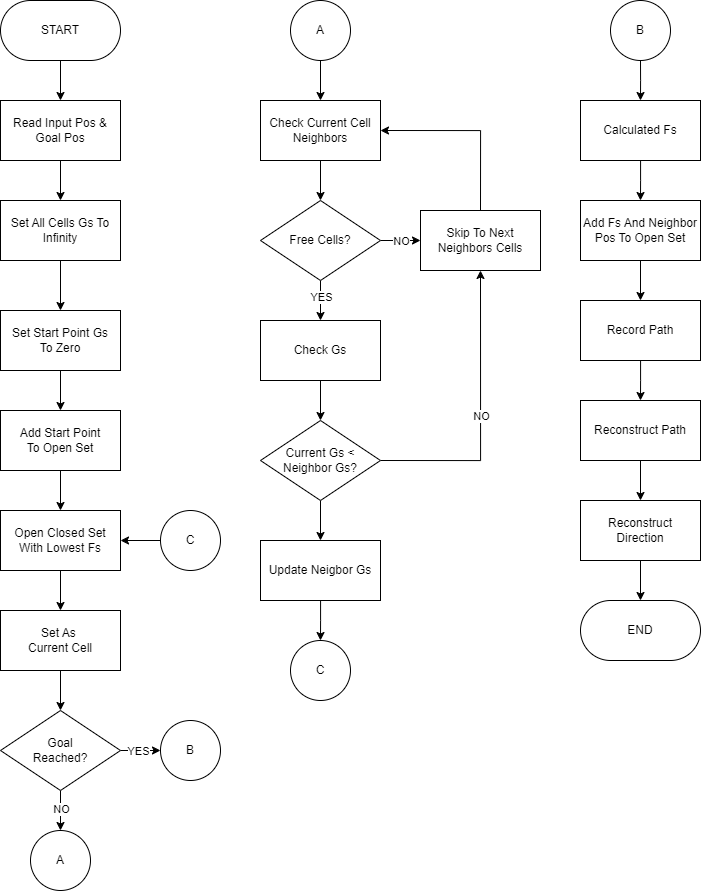 START
Read Input Pos &
Goal Pos
Set All Cells Gs To
Infinity
Set Start Point Gs
To Zero
Add Start Point
To Open Set
Open Closed Set
With Lowest Fs
C
Set As
Current Cell
Goal
Reached?
YES
B
NO
A
A
Check Current Cell
Neighbors
Free Cells?
NO
Skip To Next
Neighbors Cells
YES
Check Gs
Current Gs <
Neighbor Gs?
NO
Update Neigbor Gs
C
B
Calculated Fs
Add Fs And Neighbor
Pos To Open Set
Record Path
Reconstruct Path
Reconstruct
Direction
END